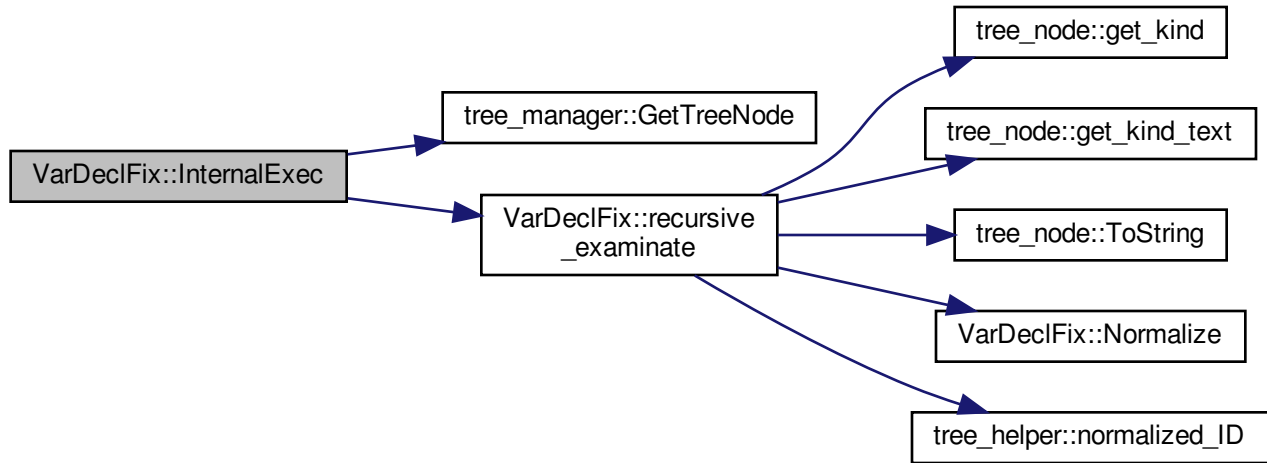 tree_node::get_kind
tree_manager::GetTreeNode
tree_node::get_kind_text
VarDeclFix::InternalExec
VarDeclFix::recursive
_examinate
tree_node::ToString
VarDeclFix::Normalize
tree_helper::normalized_ID